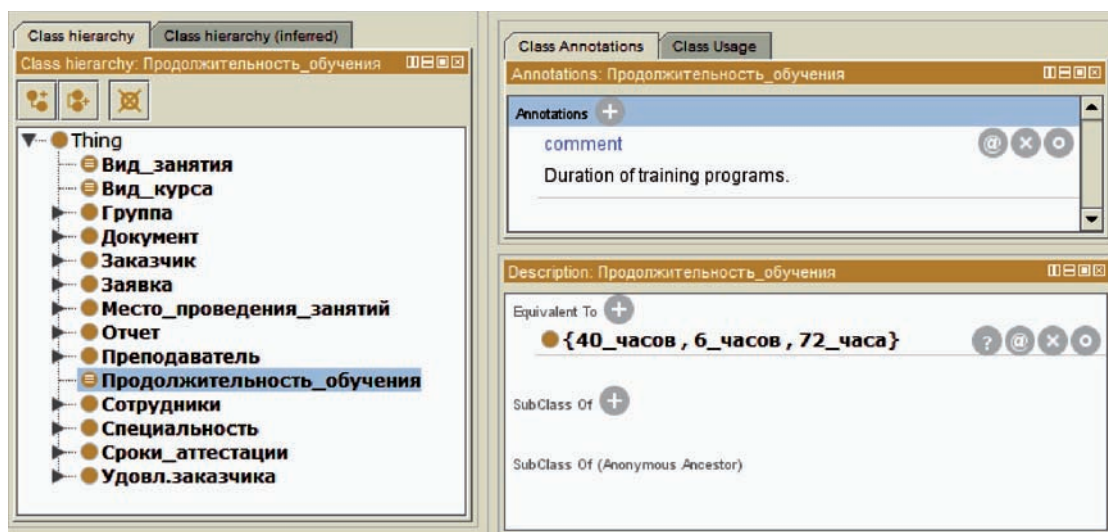 Class hierarchy Class hierarchy (inferred)
Class hierarchy: Продолжительность_обучения
Thing
Вид_занятия
Вид_курса
Группа
Документ
Заказчик
Заявка
Место_проведения_занятий
Отчет
Преподаватель
Продолжительность_обучения
Сотрудники
Специальность
Сроки_аттестации
Удовл.заказчика
Class Annotations Class Usage
Annotations: Продолжительность_обучения
Annotations
comment
Duration of training programs.
Description: Продолжительность_обучения
Equivalent To
{40_часов , 6_часов , 72_часа}
SubClass Of
SubClass Of (Anonymous Ancestor)